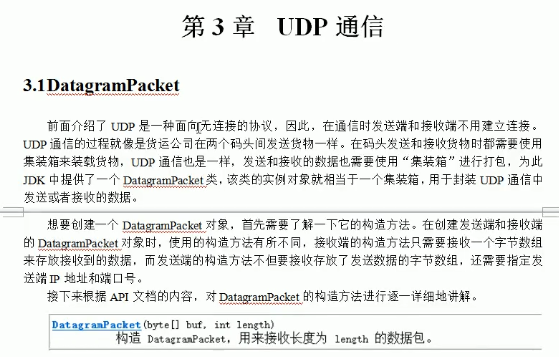 第 3 章 UDP 通信
3.1DatagramPacket
前面介绍了 UDP 是一种面向无连接的协议，因此，在通信时发送端和接收端不用建立连接。
UDP 通信的过程就像是货运公司在两个码头间发送货物一样。在码头发送和接收货物时都需要使用
集装箱来装载货物，UDP 通信也是一样，发送和接收的数据也需要使用“集装箱”进行打包，为此
JDK 中提供了一个 DatagramPacket 类，该类的实例对象就相当于一个集装箱，用于封装 UDP 通信中
发送或者接收的数据。
想要创建一个 DatagramPacket 对象，首先需要了解一下它的构造方法。在创建发送端和接收端
的 DatagramPacket 对象时，使用的构造方法有所不同，接收端的构造方法只需要接收一个字节数组
来存放接收到的数据，而发送端的构造方法不但要接收存放了发送数据的字节数组，还需要指定发
送端 IP 地址和端口号。
接下来根据 API 文档的内容，对 DatagramPacket 的构造方法进行逐一详细地讲解。
DatagramPacket(byte[] buf, int length)
构造 DatagramPacket，用来接收长度为 length 的数据包。